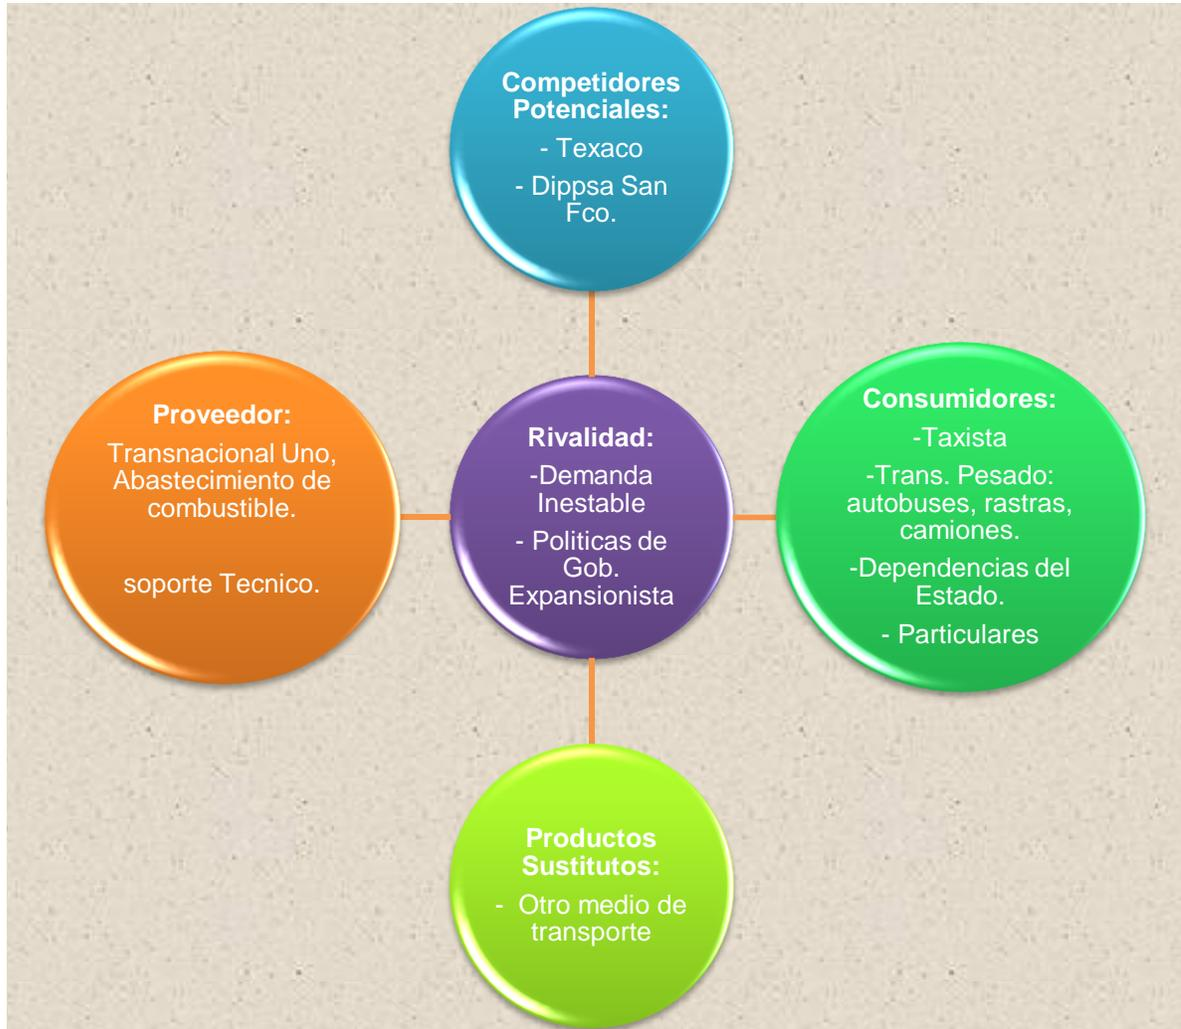 Competidores
Potenciales:
- Texaco
- Dippsa San
Fco.
Proveedor:
Transnacional Uno,
Abastecimiento de
combustible.
soporte Tecnico.
Rivalidad:
-Demanda
Inestable
- Politicas de
Gob.
Expansionista
Consumidores:
-Taxista
-Trans. Pesado:
autobuses, rastras,
camiones.
-Dependencias del
Estado.
- Particulares
Productos
Sustitutos:
- Otro medio de
transporte